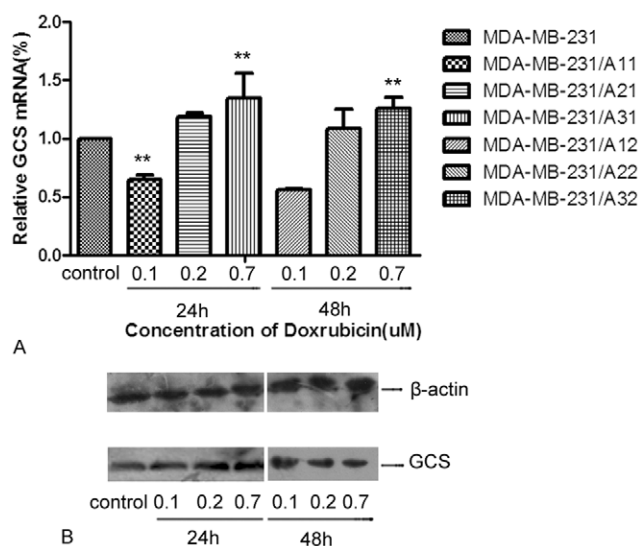 Relative GCS mRNA(%)
2.0
1.5
1.0
0.5
0.0
**
**
**
control 0.1 0.2 0.7 0.1 0.2 0.7
24h 48h
Concentration of Doxrubicin(uM)
MDA-MB-231
MDA-MB-231/A11
MDA-MB-231/A21
MDA-MB-231/A31
MDA-MB-231/A12
MDA-MB-231/A22
MDA-MB-231/A32
A
β-actin
GCS
control 0.1 0.2 0.7 0.1 0.2 0.7
B 24h 48h